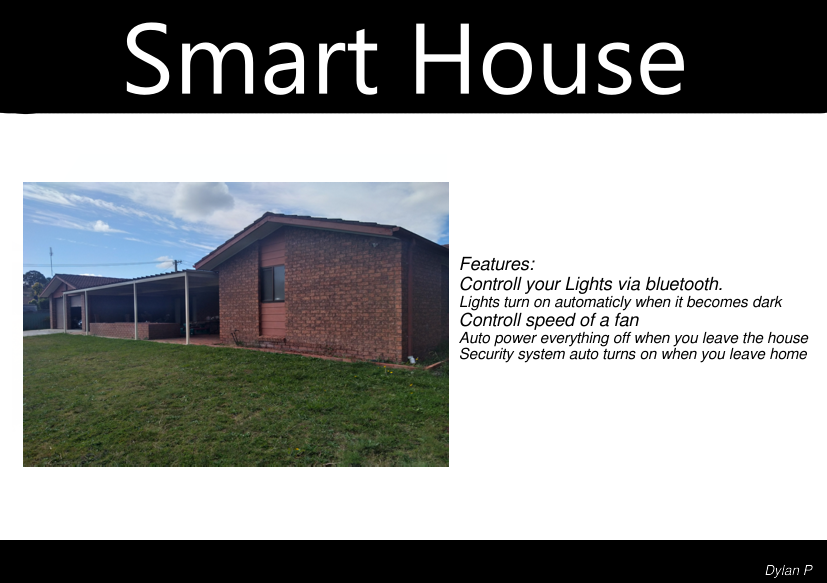 Smart House
Features:
Controll your Lights via bluetooth.
Lights turn on automaticly when it becomes dark
Controll speed of a fan
Auto power everything off when you leave the house
Security system auto turns on when you leave home
Dylan P